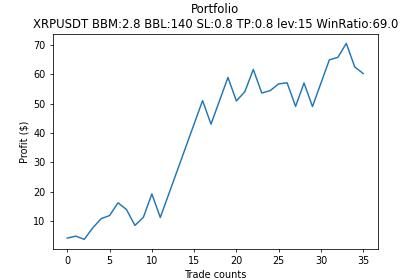 Portfolio
XRPUSDT BBM:2.8 BBL:140 SL:0.8 TP:0.8 lev:15 WinRatio:69.0
70
60
50
40
30
20
10
Profit ($)
0 5 10 15 20 25 30 35
Trade counts